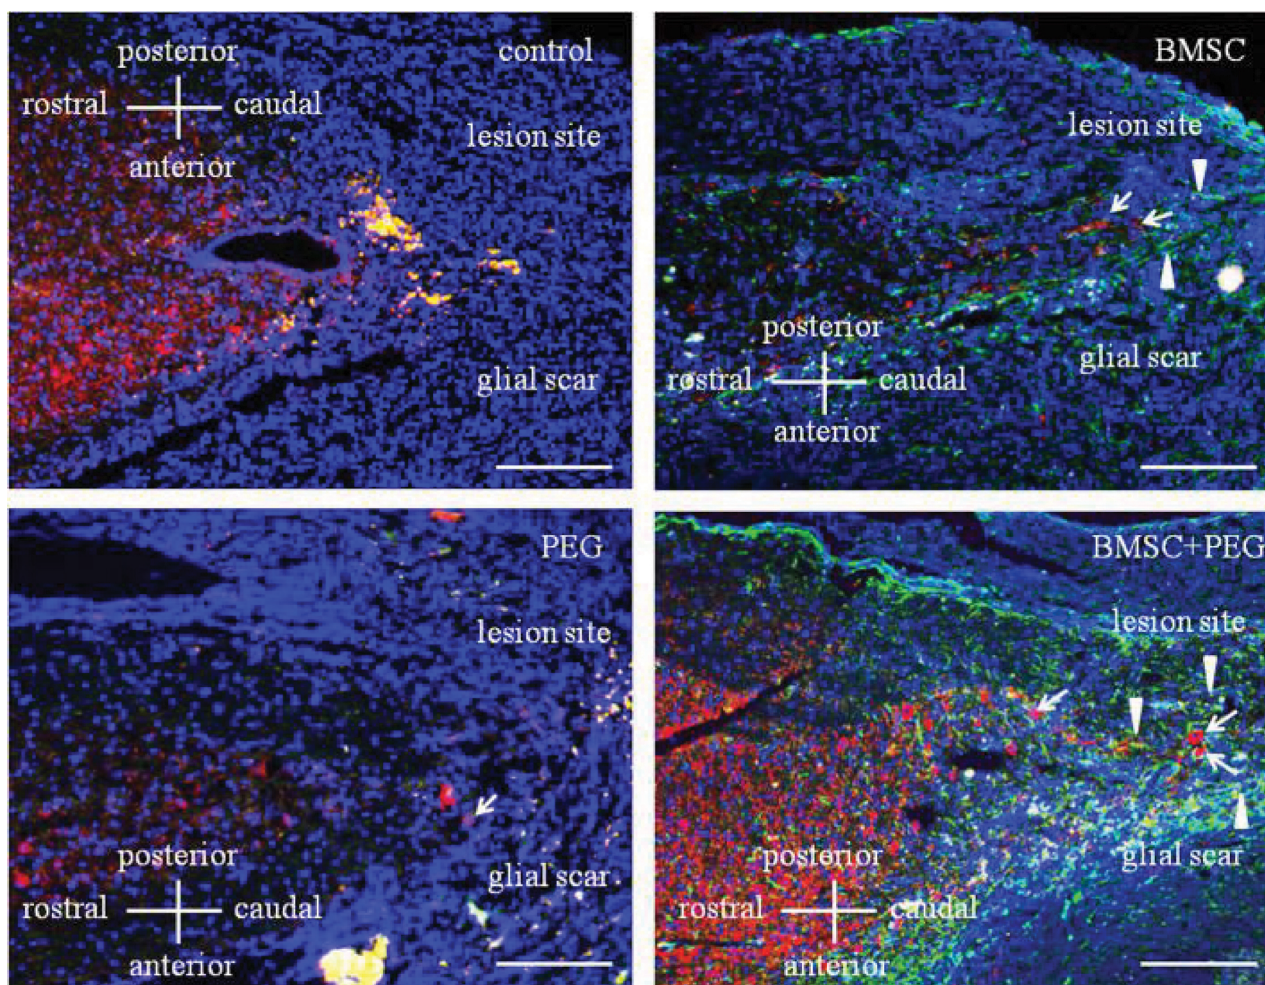 control
posterior
rostral
caudal
anterior
lesion site
glial scar
BMSC
lesion site
posterior
rostral
caudal
anterior
glial scar
PEG
lesion site
posterior
rostral
caudal
anterior
glial scar
BMSC+PEG
lesion site
posterior
rostral
caudal
anterior
glial scar